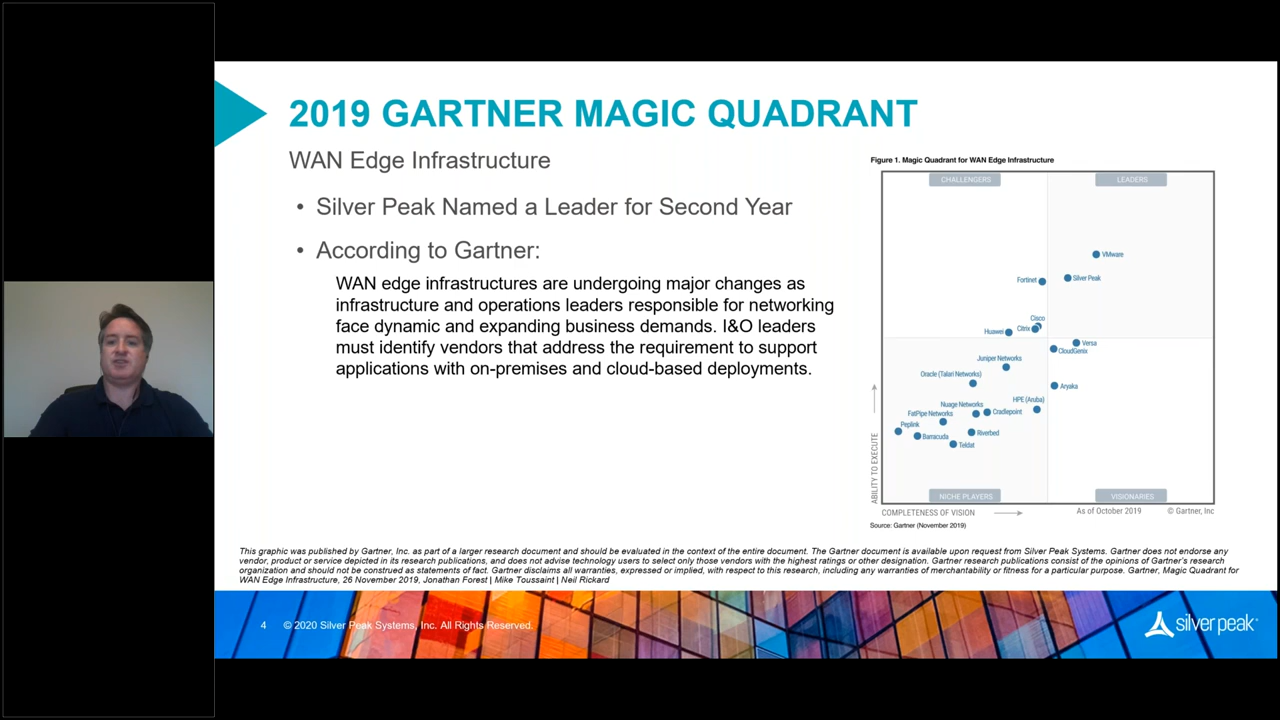 2019 GARTNER MAGIC QUADRANT
WAN Edge Infrastructure
• Silver Peak Named a Leader for Second Year
• According to Gartner:
WAN edge infrastructures are undergoing major changes as
infrastructure and operations leaders responsible for networking
face dynamic and expanding business demands. I&O leaders
must identify vendors that address the requirement to support
applications with on-premises and cloud-based deployments.
Figure 1. Magic Quadrant for WAN Edge Infrastructure
CHALLENGERS
LEADERS
VMware
Fortinet
Silver Peak
Cisco
Huawei
Citrix
Versa
CloudGenix
Juniper Networks
Oracle (Talari Networks)
Aryaka
HPE (Aruba)
Nuage Networks
Cradlepoint
FatPipe Networks
Peplink
Barracuda
Riverbed
Teldat
ABILITY TO EXECUTE
NICHE PLAYERS
VISIONARIES
COMPLETENESS OF VISION
As of October 2019
© Gartner, Inc
Source: Gartner (November 2019)
This graphic was published by Gartner, Inc. as part of a larger research document and should be evaluated in the context of the entire document. The Gartner document is available upon request from Silver Peak Systems. Gartner does not endorse any
vendor, product or service depicted in its research publications, and does not advise technology users to select only those vendors with the highest ratings or other designation. Gartner research publications consist of the opinions of Gartner's research
organization and should not be construed as statements of fact. Gartner disclaims all warranties, expressed or implied, with respect to this research, including any warranties of merchantability or fitness for a particular purpose. Gartner, Magic Quadrant for
WAN Edge Infrastructure, 26 November 2019, Jonathan Forest | Mike Toussaint | Neil Rickard
4 © 2020 Silver Peak Systems, Inc. All Rights Reserved.
silver peak